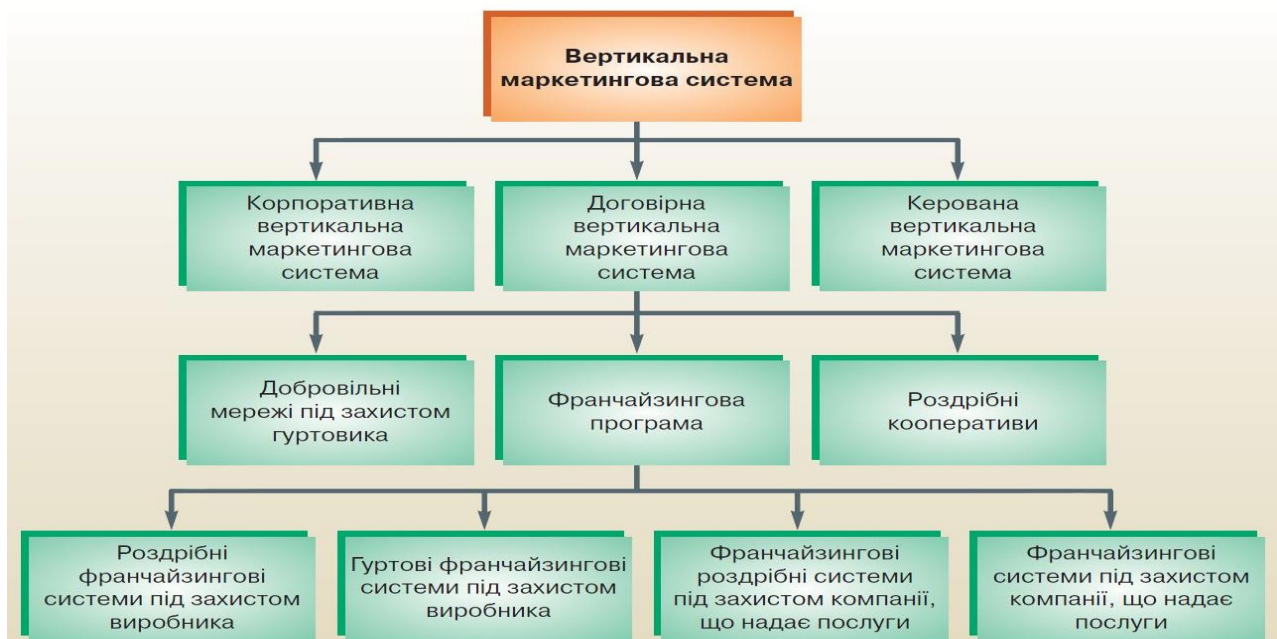 Вертикальна
маркетингова система
Корпоративна
вертикальна
маркетингова
система
Договірна
вертикальна
маркетингова
система
Керована
вертикальна
маркетингова
система
Добровільні
мережі під захистом
гуртовика
Франчайзингова
програма
Роздрібні
кооперативи
Роздрібні
франчайзингові
системи під захистом
виробника
Гуртові франчайзингові
системи під захистом
виробника
Франчайзингові
роздрібні системи
під захистом компанії,
що надає послуги
Франчайзингові
системи під захистом
компанії, що надає
послуги